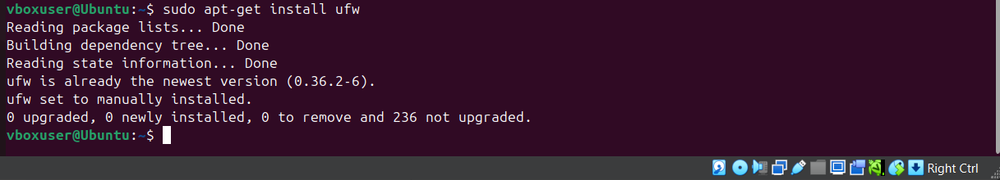 vboxuser@Ubuntu:~$ sudo apt-get install ufw
Reading package lists... Done
Building dependency tree... Done
Reading state information... Done
ufw is already the newest version (0.36.2-6).
ufw set to manually installed.
0 upgraded, 0 newly installed, 0 to remove and 236 not upgraded.
vboxuser@Ubuntu:~$
Right Ctrl